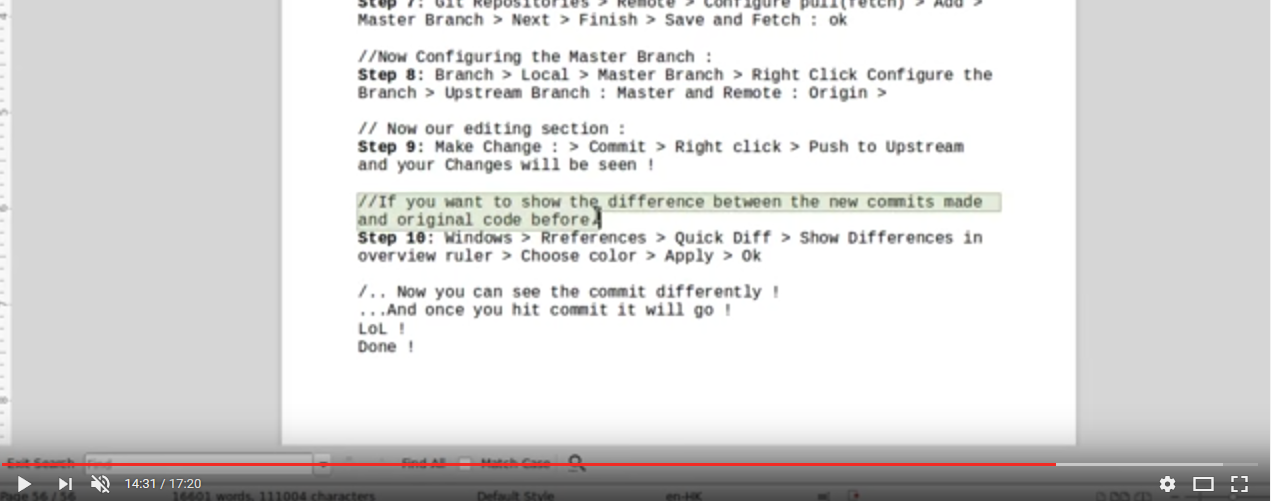 Step 7: Git Repositories > Remote > Configure pull(fetch) > Add >
Master Branch > Next > Finish > Save and Fetch : ok
//Now Configuring the Master Branch :
Step 8: Branch > Local > Master Branch > Right Click Configure the
Branch > Upstream Branch : Master and Remote : Origin >
// Now our editing section :
Step 9: Make Change : > Commit > Right click > Push to Upstream
and your Changes will be seen !
//If you want to show the difference between the new commits made
and original code before
Step 10: Windows > Rreferences > Quick Diff > Show Differences in
overview ruler > Choose color > Apply > Ok
/.. Now you can see the commit differently !
...And once you hit commit it will go !
LoL !
Done !
Exit Search Find Find All Match Case
14:31 / 17:20
Page 56 / 56 16601 words, 111004 characters Default Style en-HK